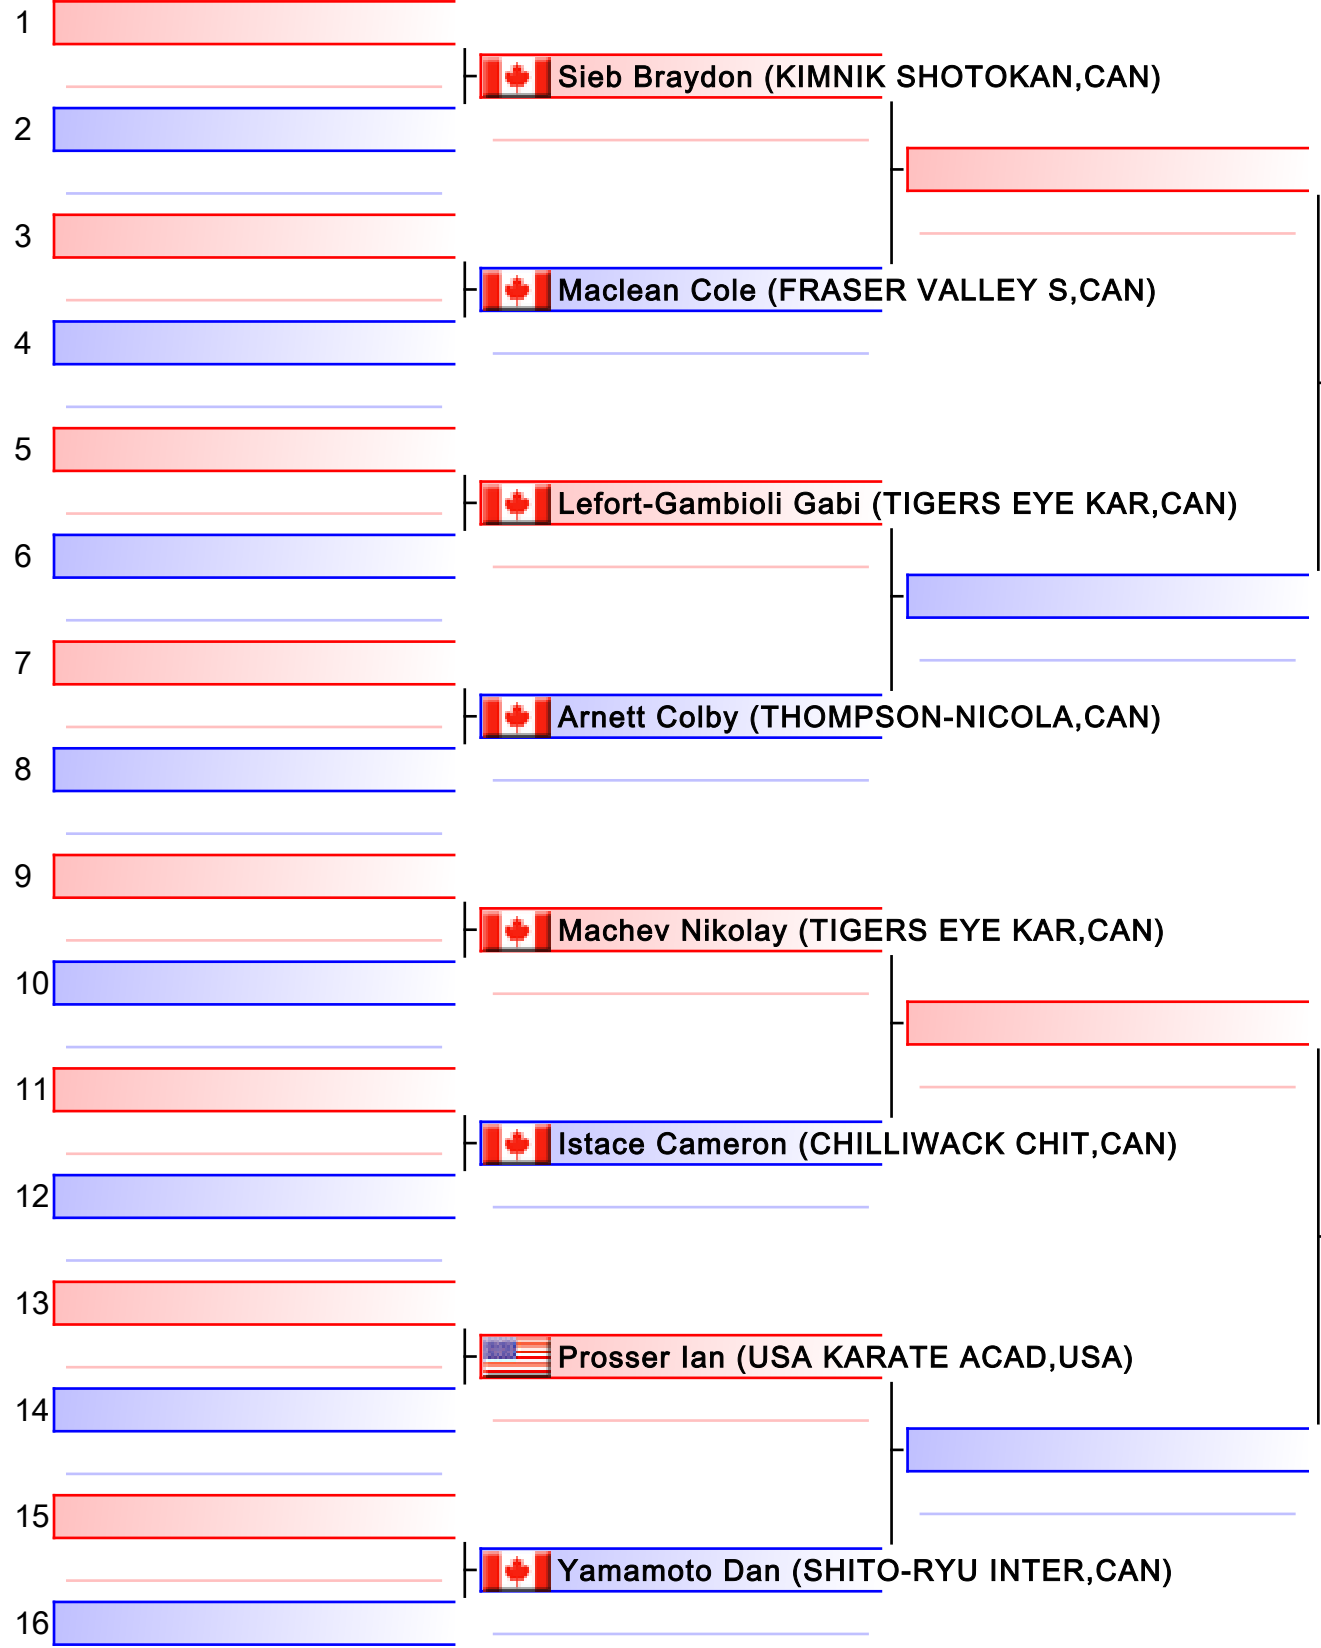 1
Sieb Braydon (KIMNIK SHOTOKAN,CAN)
2
3
Maclean Cole (FRASER VALLEY S,CAN)
4
5
Lefort-Gambioli Gabi (TIGERS EYE KAR,CAN)
6
7
Arnett Colby (THOMPSON-NICOLA,CAN)
8
9
Machev Nikolay (TIGERS EYE KAR,CAN)
10
11
Istace Cameron (CHILLIWACK CHIT,CAN)
12
13
Prosser Ian (USA KARATE ACAD,USA)
14
15
Yamamoto Dan (SHITO-RYU INTER,CAN)
16